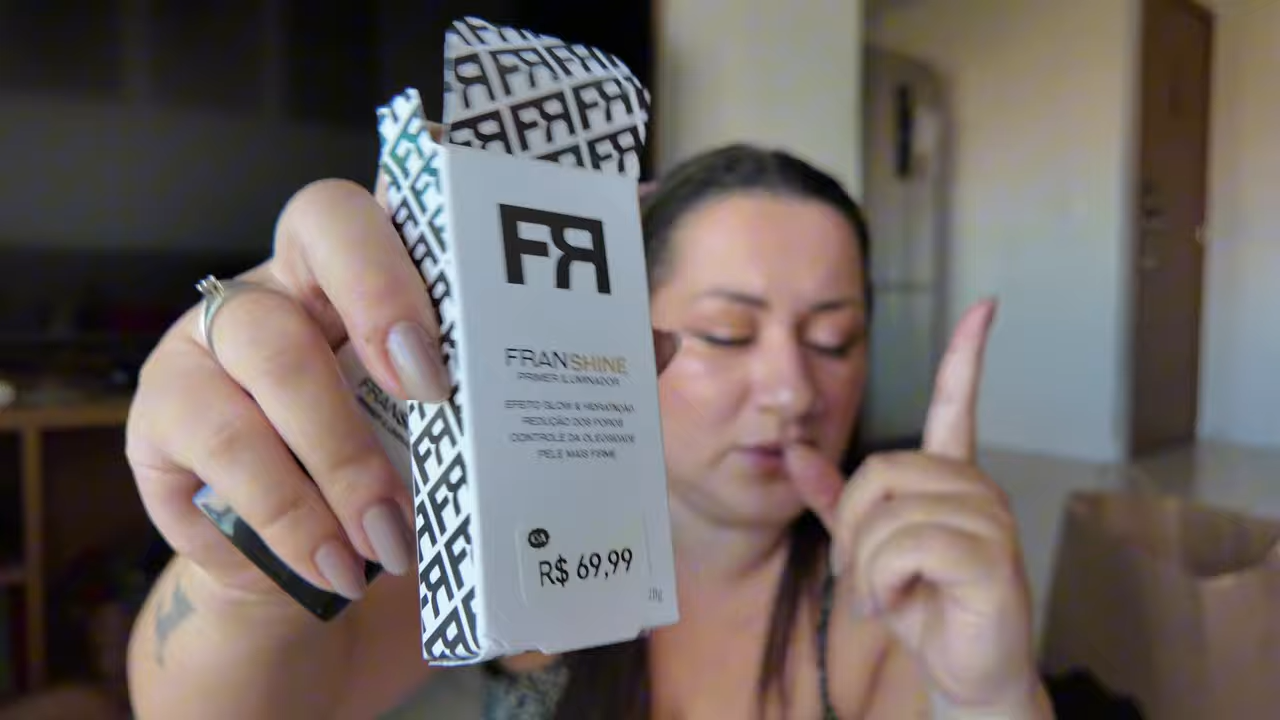 FR
FRANSHINE
PRIMER ILUMINADOR
EFEITO GLOW & HIDRATAÇÃO
REDUÇÃO DOS POROS
CONTROLE DA OLEOSIDADE
PELE MAIS FIRME
R$ 69,99